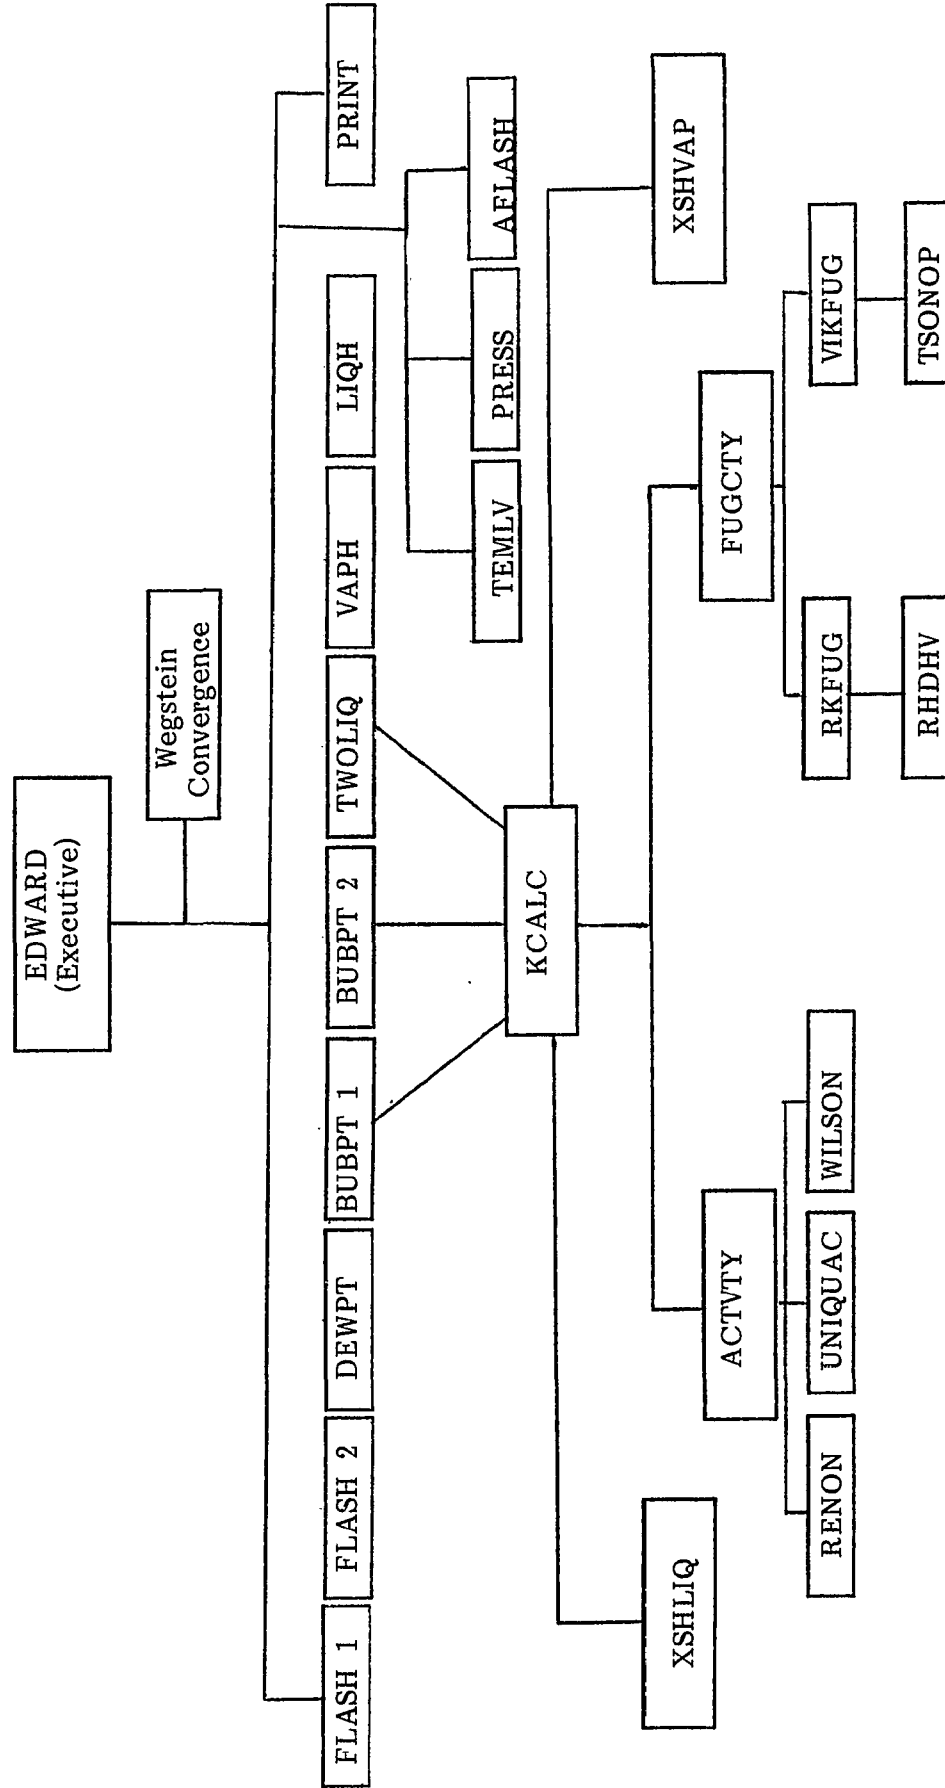 EDWARD
(Executive)
Wegstein
Convergence
FLASH 1
FLASH 2
DEWPT
BUBPT 1
BUBPT 2
TWOLIQ
VAPH
LIQH
PRINT
TEMLV
PRESS
AFLASH
KCALC
XSHLIQ
XSHVAP
ACTVTY
FUGCTY
RENON
UNIQUAC
WILSON
RKFUG
VIKFUG
RHDHV
TSONOP